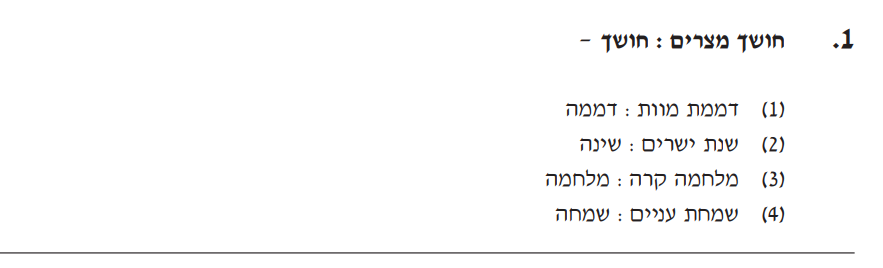 1. חושך מצרים : חושך –
(1) דממת מוות : דממה
(2) שנת ישרים : שינה
(3) מלחמה קרה : מלחמה
(4) שמחת עניים : שמחה